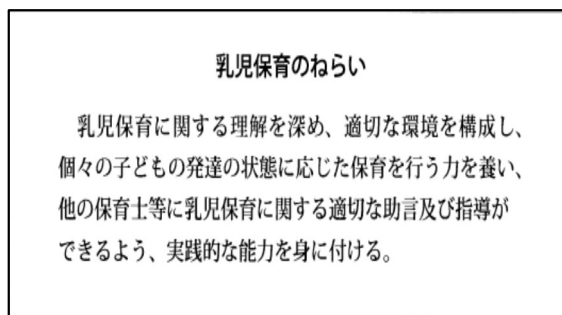 乳児保育のねらい
乳児保育に関する理解を深め、適切な環境を構成し、
個々の子どもの発達の状態に応じた保育を行う力を養い、
他の保育士等に乳児保育に関する適切な助言及び指導が
できるよう、実践的な能力を身に付ける。